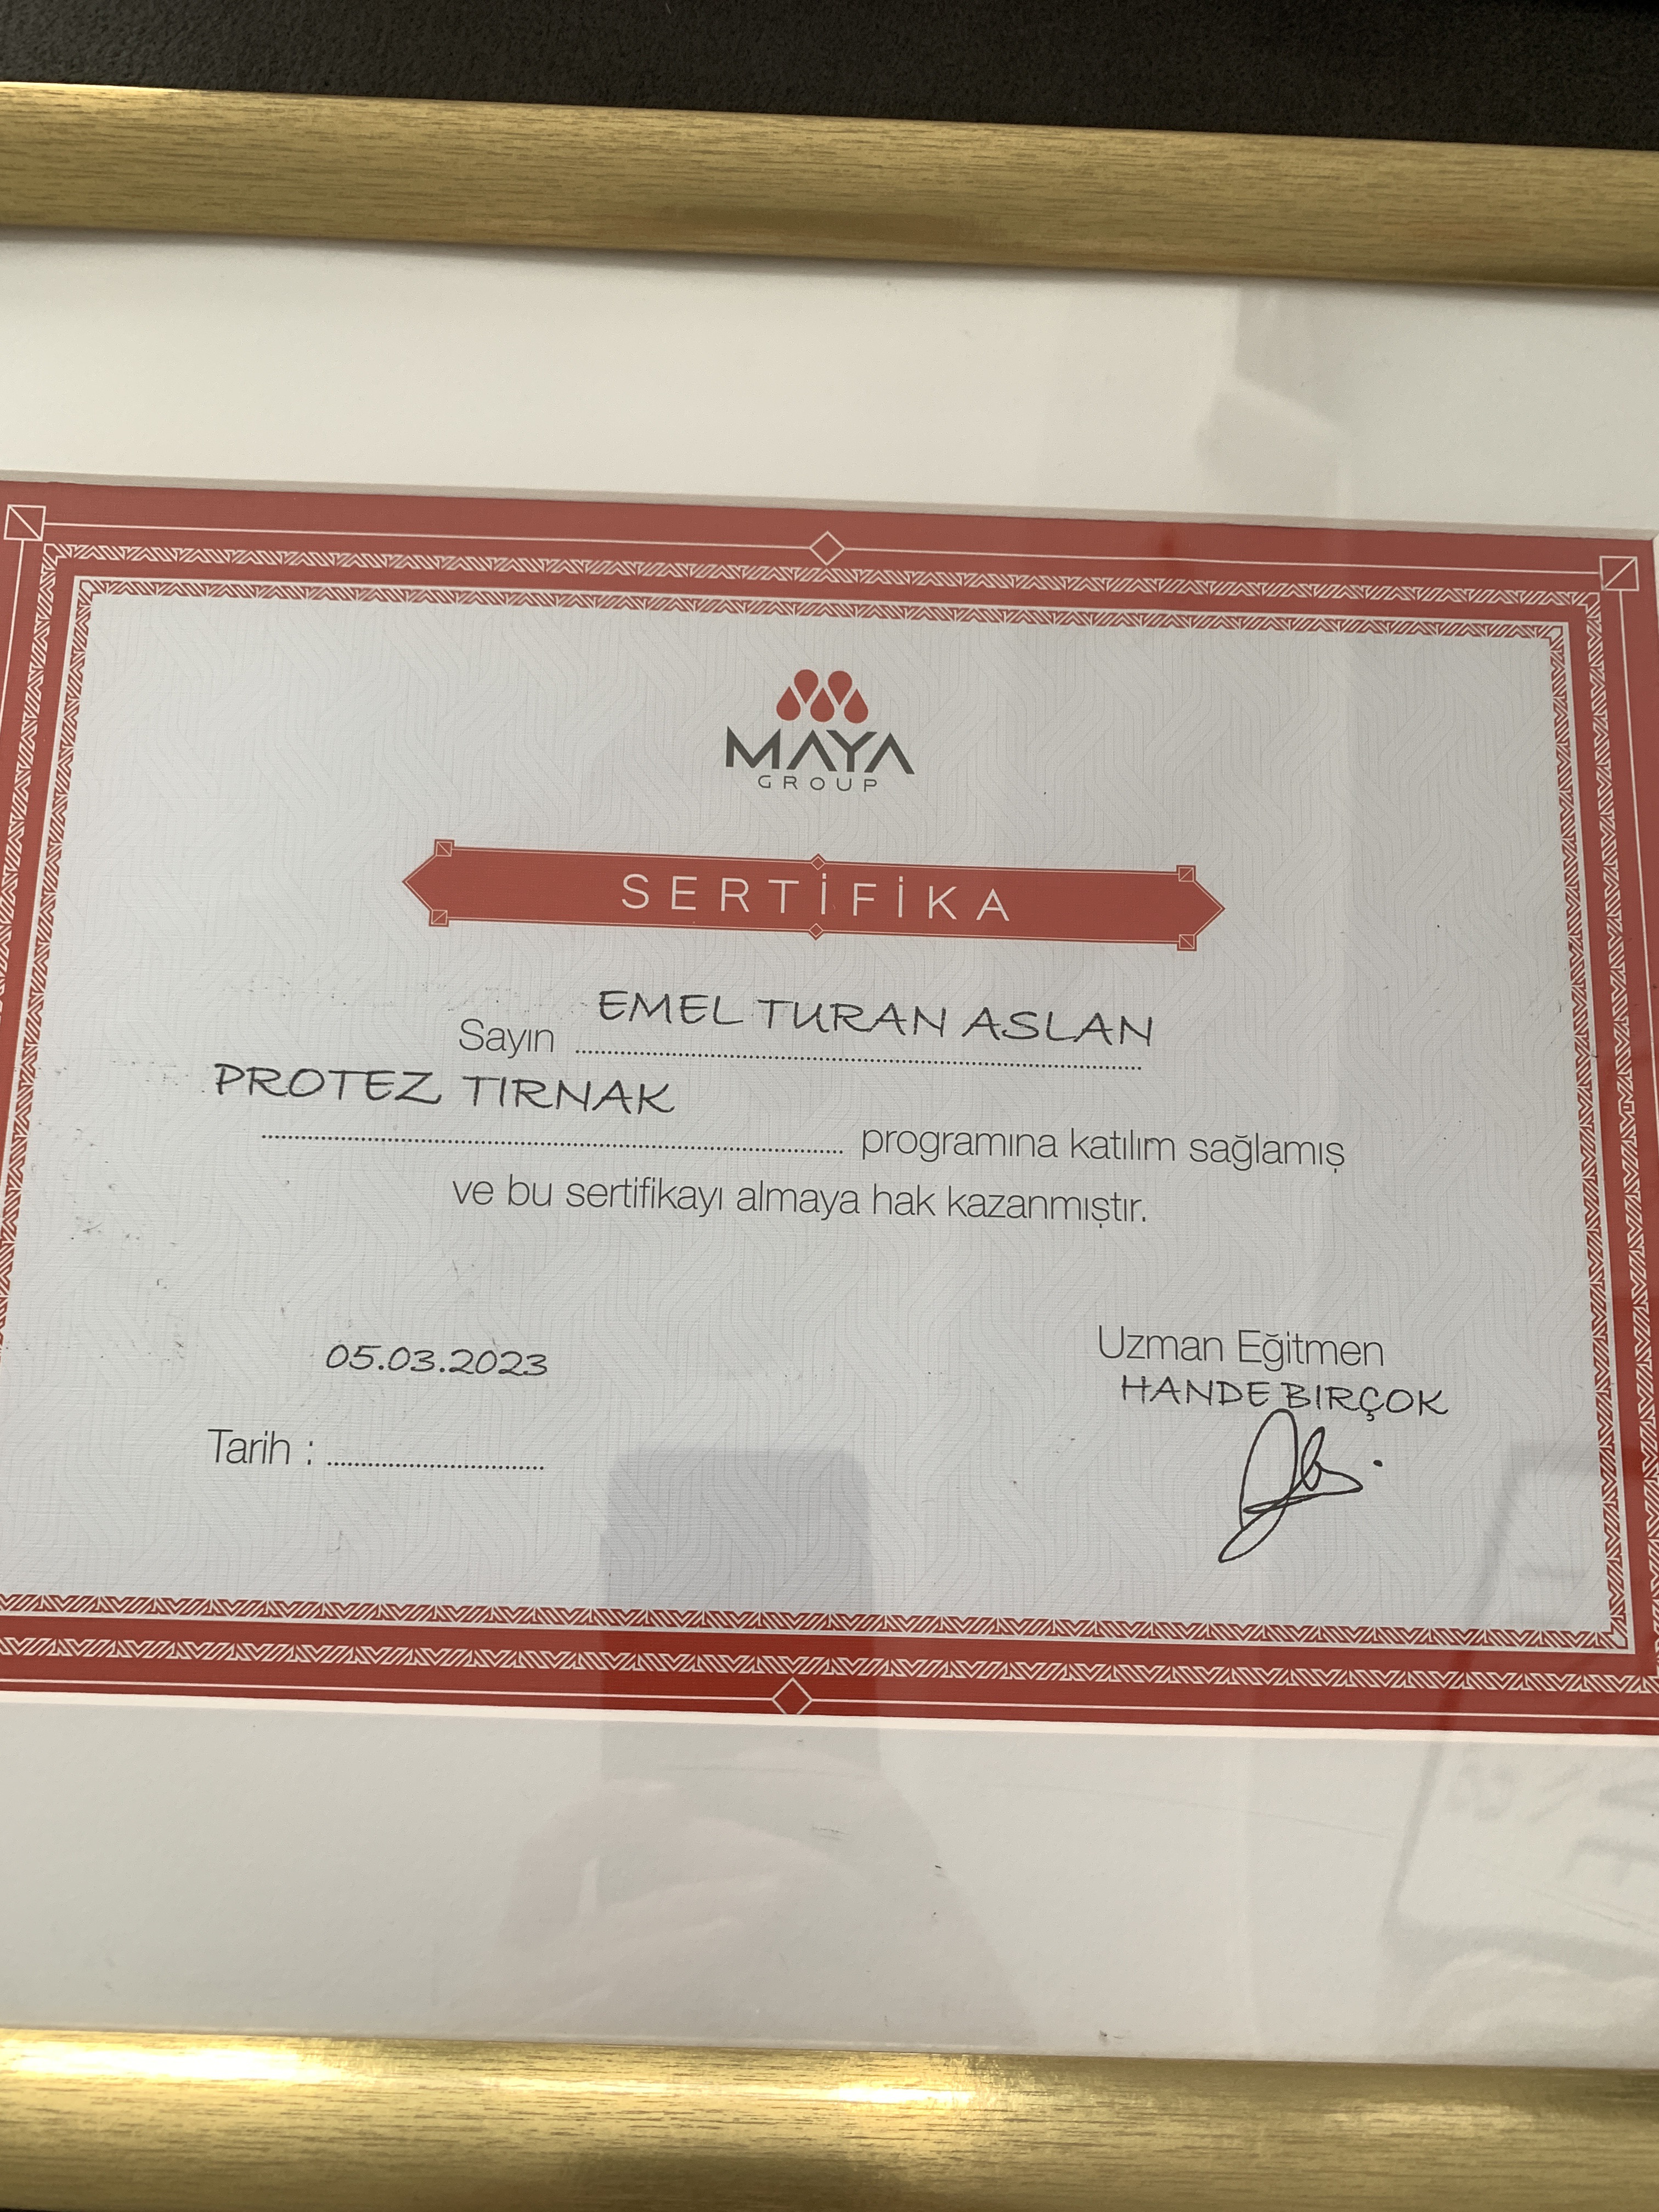 MAYA
GROUP
SERTİFİKA
EMEL TURAN ASLAN
Sayın
PROTEZ TIRNAK
programına katılım sağlamış
ve bu sertifikayı almaya hak kazanmıştır.
05.03.2023
Tarih :
Uzman Eğitmen
HANDE BIRÇOK